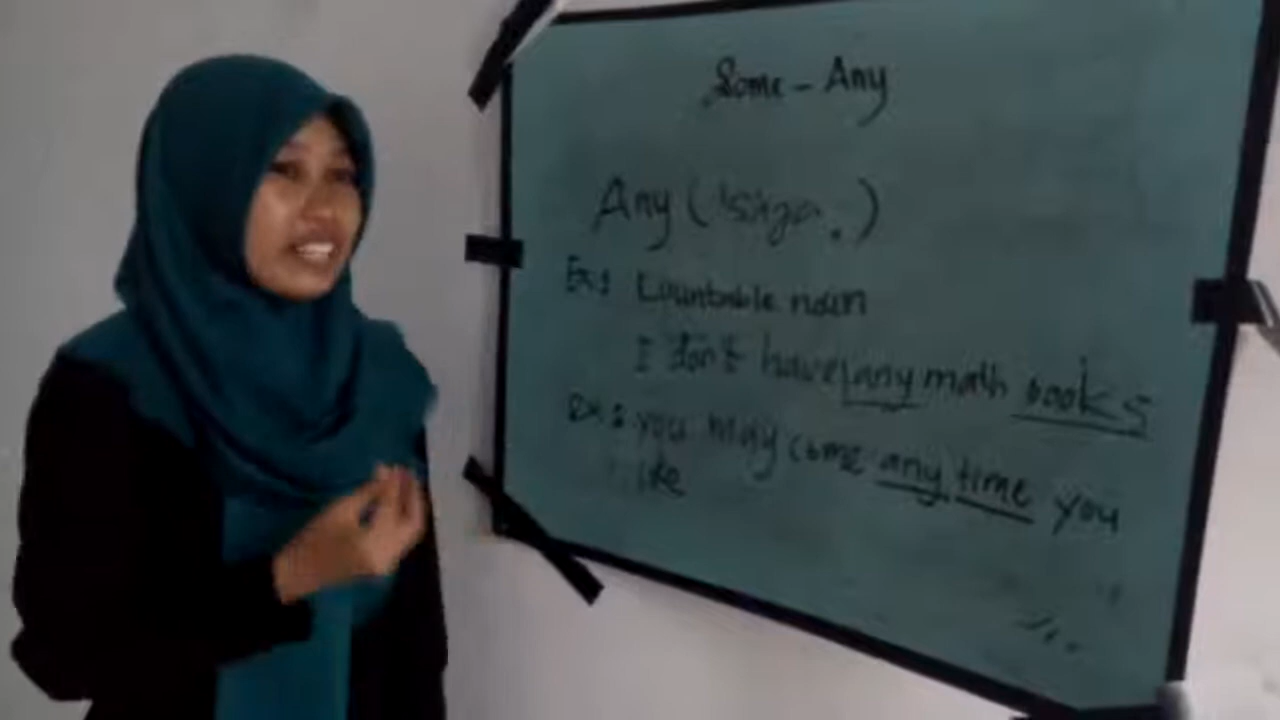 Some - Any
Any (
Ex: Countable noun
I don't have any math books
Ex: you may come any time you
like